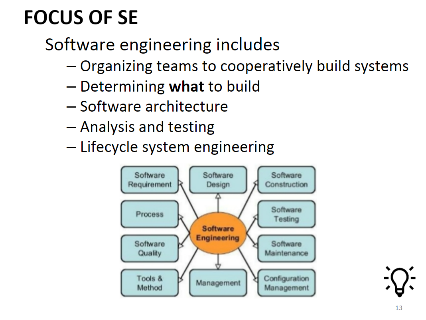 FOCUS OF SE
Software engineering includes
– Organizing teams to cooperatively build systems
– Determining what to build
– Software architecture
– Analysis and testing
– Lifecycle system engineering
Software
Requirement
Software
Design
Software
Construction
Process
Software
Testing
Software
Engineering
Software
Quality
Software
Maintenance
Tools &
Method
Management
Configuration
Management
13